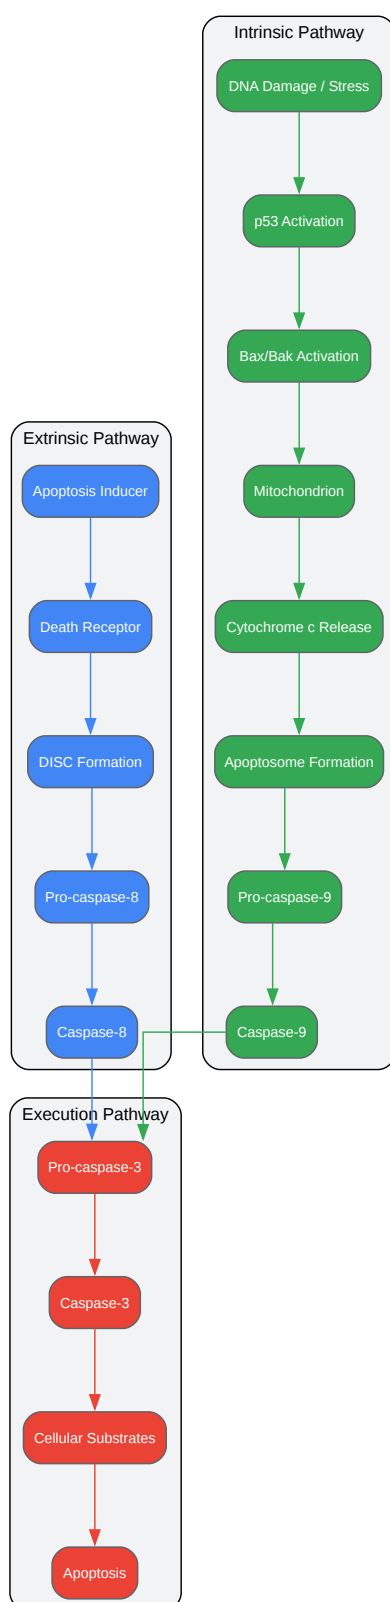 Intrinsic Pathway
DNA Damage / Stress
p53 Activation
Bax/Bak Activation
Mitochondrion
Cytochrome c Release
Apoptosome Formation
Pro-caspase-9
Caspase-9
Extrinsic Pathway
Apoptosis Inducer
Death Receptor
DISC Formation
Pro-caspase-8
Caspase-8
Execution Pathway
Pro-caspase-3
Caspase-3
Cellular Substrates
Apoptosis